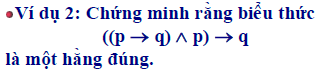 •Ví dụ 2: Chứng minh rằng biểu thức
((p → q) ∧ p) → q
là một hằng đúng.